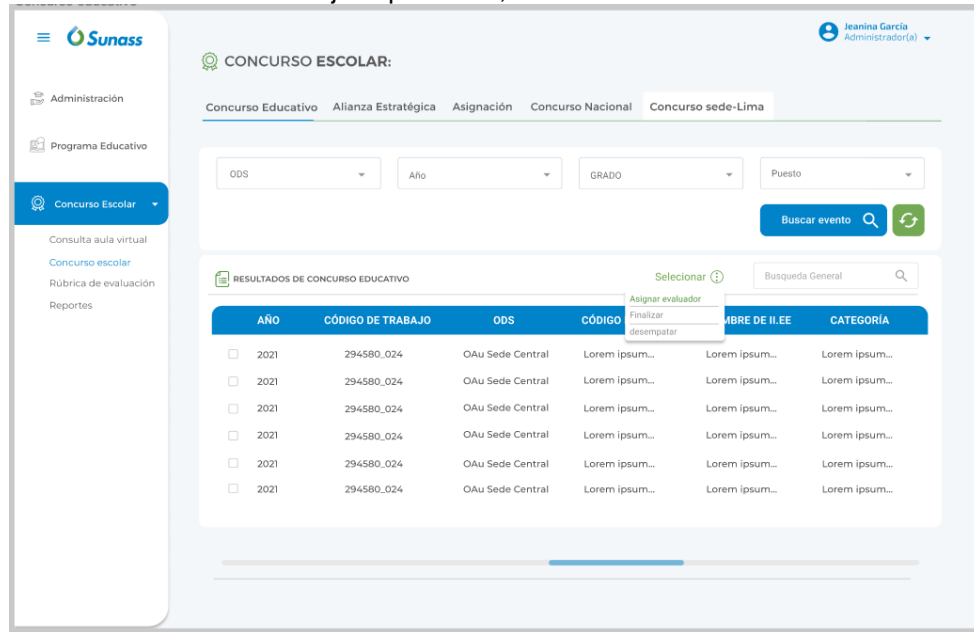 Sunass
Jeanina García
Administrador(a)
CONCURSO ESCOLAR:
Administración
Programa Educativo
Concurso Escolar
Consulta aula virtual
Concurso escolar
Rúbrica de evaluación
Reportes
Concurso Educativo Alianza Estratégica Asignación Concurso Nacional Concurso sede-Lima
ODS Año GRADO Puesto
Buscar evento
RESULTADOS DE CONCURSO EDUCATIVO Selecionar Busqueda General
Asignar evaluador
Finalizar
desempatar
AÑO CÓDIGO DE TRABAJO ODS CÓDIGO DE II.EE CATEGORÍA
2021 294580_024 OAu Sede Central Lorem ipsum... Lorem ipsum... Lorem ipsum...
2021 294580_024 OAu Sede Central Lorem ipsum... Lorem ipsum... Lorem ipsum...
2021 294580_024 OAu Sede Central Lorem ipsum... Lorem ipsum... Lorem ipsum...
2021 294580_024 OAu Sede Central Lorem ipsum... Lorem ipsum... Lorem ipsum...
2021 294580_024 OAu Sede Central Lorem ipsum... Lorem ipsum... Lorem ipsum...
2021 294580_024 OAu Sede Central Lorem ipsum... Lorem ipsum... Lorem ipsum...